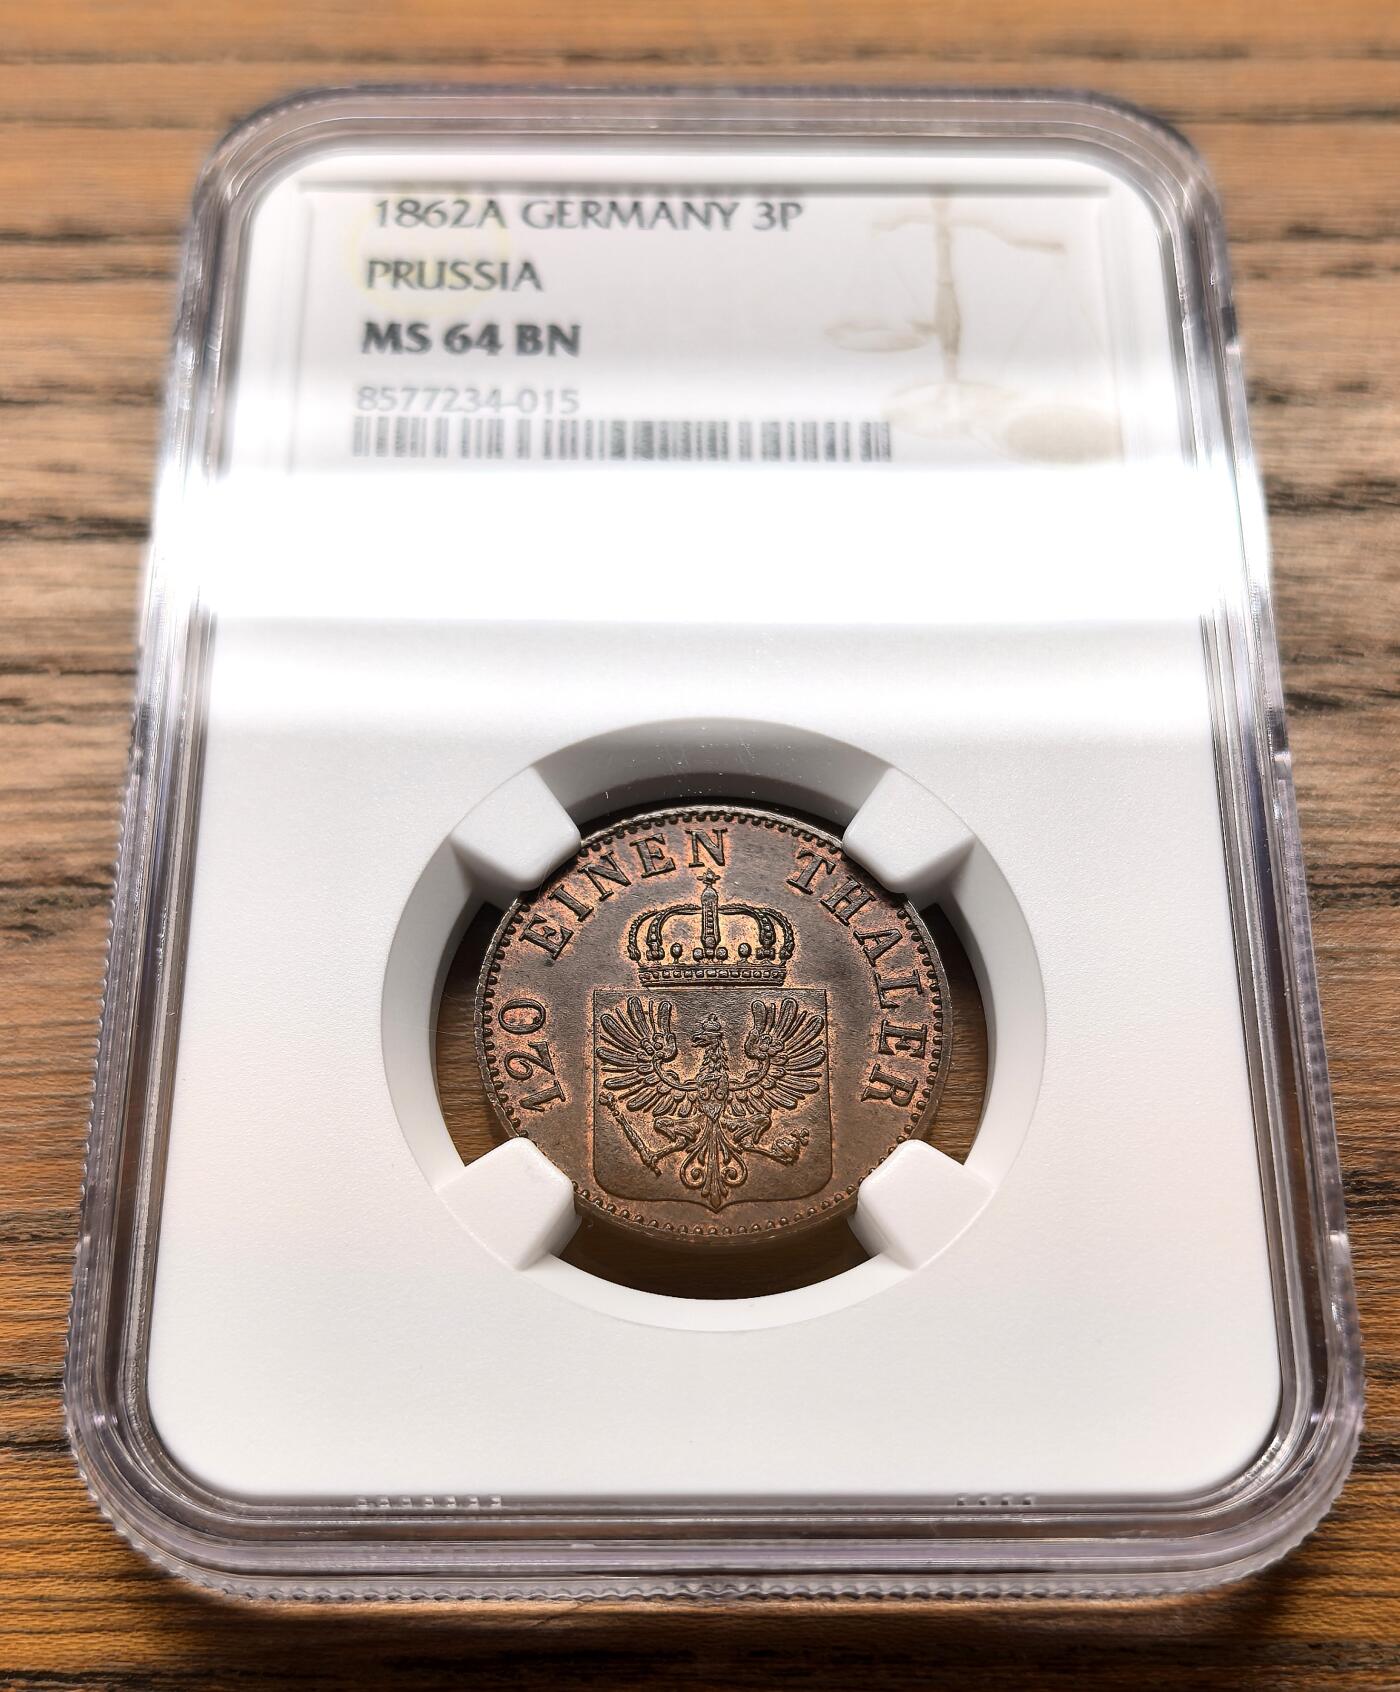 1862A GERMANY 3P
PRUSSIA
MS 64 BN
8577234-015
120 EINEN THALER